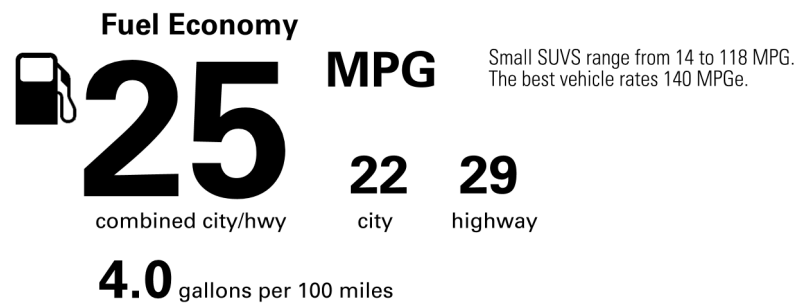 Fuel Economy
25
MPG
Small SUVS range from 14 to 118 MPG.
The best vehicle rates 140 MPGe.
22 29
combined city/hwy city highway
4.0 gallons per 100 miles